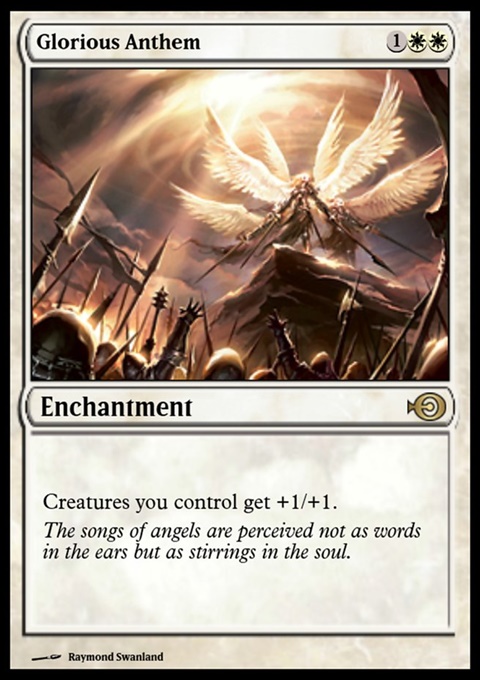 Glorious Anthem 1
Enchantment
Creatures you control get +1/+1.
The songs of angels are perceived not as words
in the ears but as stirrings in the soul.
Raymond Swanland